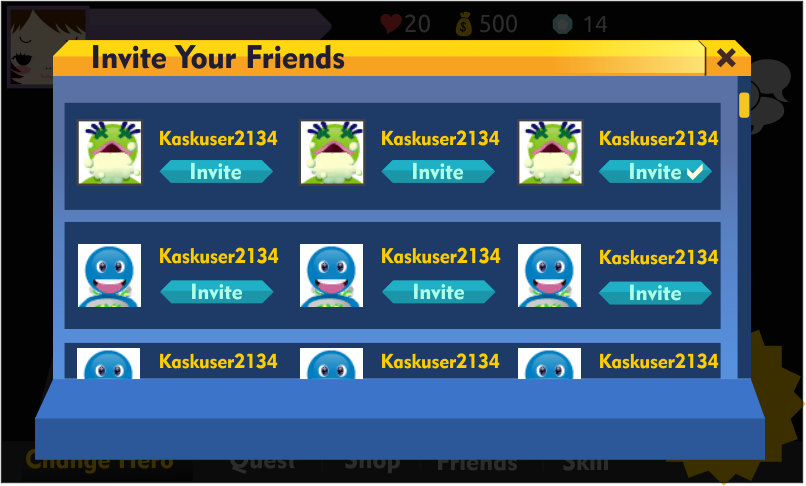 20 500 14
Invite Your Friends
Kaskuser2134 Kaskuser2134 Kaskuser2134
Invite Invite Invite
Kaskuser2134 Kaskuser2134 Kaskuser2134
Invite Invite Invite
Kaskuser2134 Kaskuser2134 Kaskuser2134
Change Hero Quest Shop Friends Skill